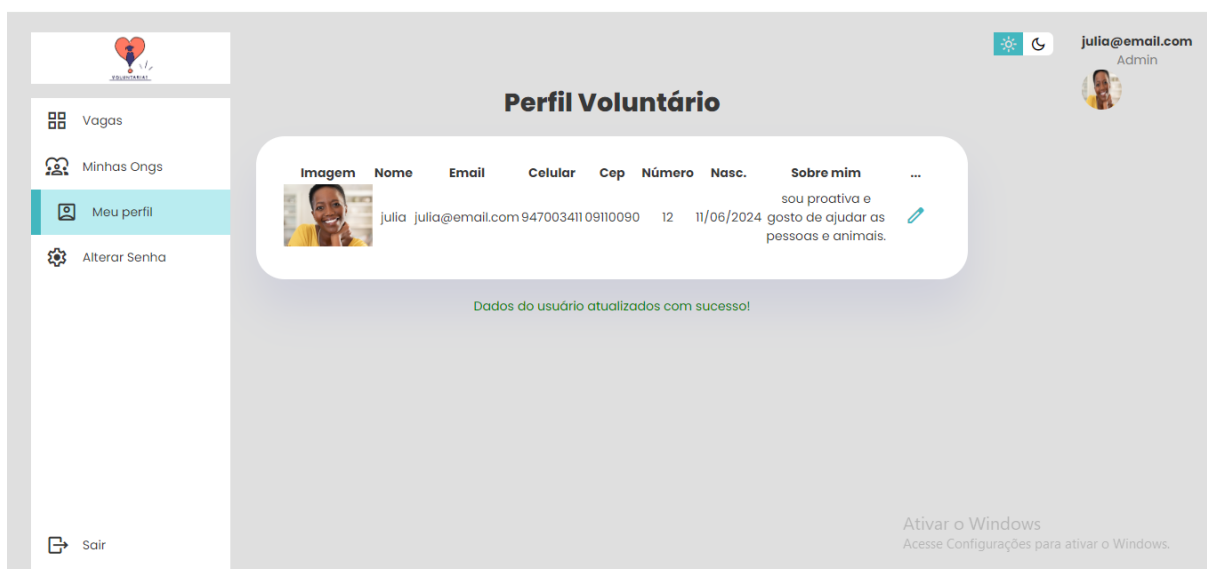 julia@email.com
Admin
VOLUNTARIAÍ
Perfil Voluntário
Vagas
Minhas Ongs
Meu perfil
Alterar Senha
Imagem Nome Email Celular Cep Número Nasc. Sobre mim ...
julia julia@email.com 947003411 09110090 12 11/06/2024 sou proativa e
gosto de ajudar as
pessoas e animais.
Dados do usuário atualizados com sucesso!
Sair
Ativar o Windows
Acesse Configurações para ativar o Windows.